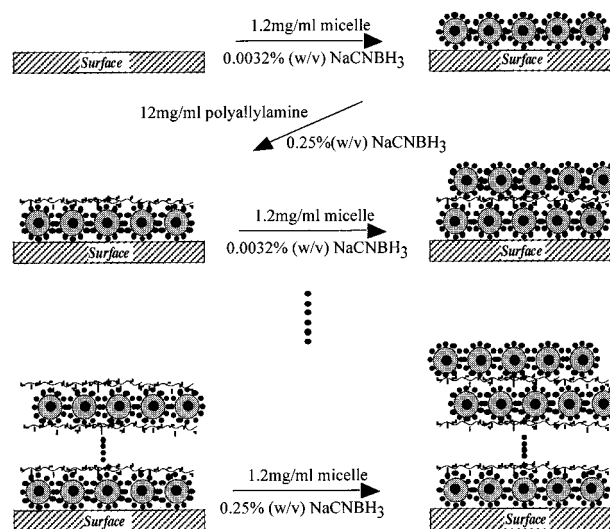 1.2mg/ml micelle
0.0032% (w/v) NaCNBH3
Surface
Surface
12mg/ml polyallylamine
0.25%(w/v) NaCNBH3
1.2mg/ml micelle
0.0032% (w/v) NaCNBH3
Surface
Surface
1.2mg/ml micelle
0.25% (w/v) NaCNBH3
Surface
Surface